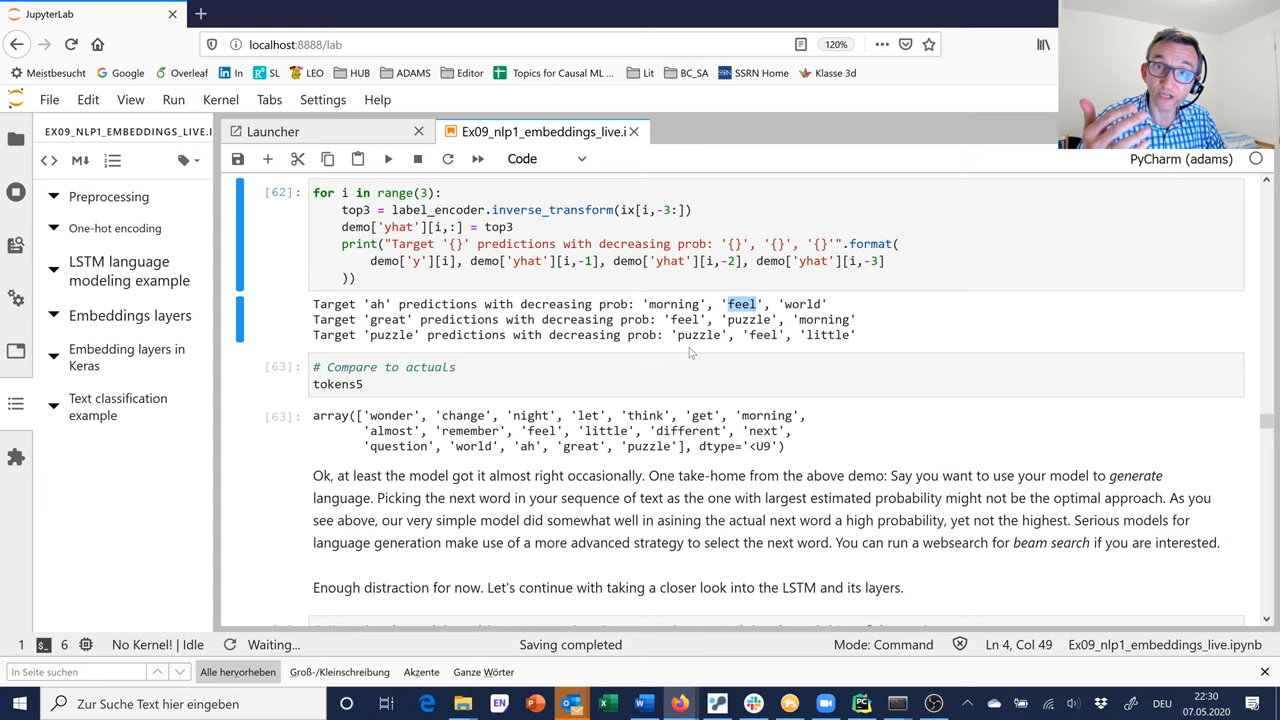 JupyterLab
localhost:8888/lab
120%
Meistbesucht Google Overleaf In SL LEO HUB ADAMS Editor Topics for Causal ML ... Lit BC_SA SSRN Home Klasse 3d
File Edit View Run Kernel Tabs Settings Help
EX09_NLP1_EMBEDDINGS_LIVE.I
Launcher
Ex09_nlp1_embeddings_live.i
Code
PyCharm (adams)
Preprocessing
One-hot encoding
LSTM language
modeling example
Embeddings layers
Embedding layers in
Keras
Text classification
example
[62]:
for i in range(3):
top3 = label_encoder.inverse_transform(ix[i,-3:])
demo['yhat'][i,:] = top3
print("Target '{}' predictions with decreasing prob: '{}', '{}', '{}'".format(
demo['y'][i], demo['yhat'][i,-1], demo['yhat'][i,-2], demo['yhat'][i,-3]
))
Target 'ah' predictions with decreasing prob: 'morning', 'feel', 'world'
Target 'great' predictions with decreasing prob: 'feel', 'puzzle', 'morning'
Target 'puzzle' predictions with decreasing prob: 'puzzle', 'feel', 'little'
[63]:
# Compare to actuals
tokens5
[63]:
array(['wonder', 'change', 'night', 'let', 'think', 'get', 'morning',
'almost', 'remember', 'feel', 'little', 'different', 'next',
'question', 'world', 'ah', 'great', 'puzzle'], dtype='<U9')
Ok, at least the model got it almost right occasionally. One take-home from the above demo: Say you want to use your model to generate
language. Picking the next word in your sequence of text as the one with largest estimated probability might not be the optimal approach. As you
see above, our very simple model did somewhat well in asining the actual next word a high probability, yet not the highest. Serious models for
language generation make use of a more advanced strategy to select the next word. You can run a websearch for beam search if you are interested.
Enough distraction for now. Let's continue with taking a closer look into the LSTM and its layers.
1 6 No Kernel! | Idle Waiting... Saving completed Mode: Command Ln 4, Col 49 Ex09_nlp1_embeddings_live.ipynb
In Seite suchen Alle hervorheben Groß-/Kleinschreibung Akzente Ganze Wörter
Zur Suche Text hier eingeben
EN
DEU
22:30
07.05.2020